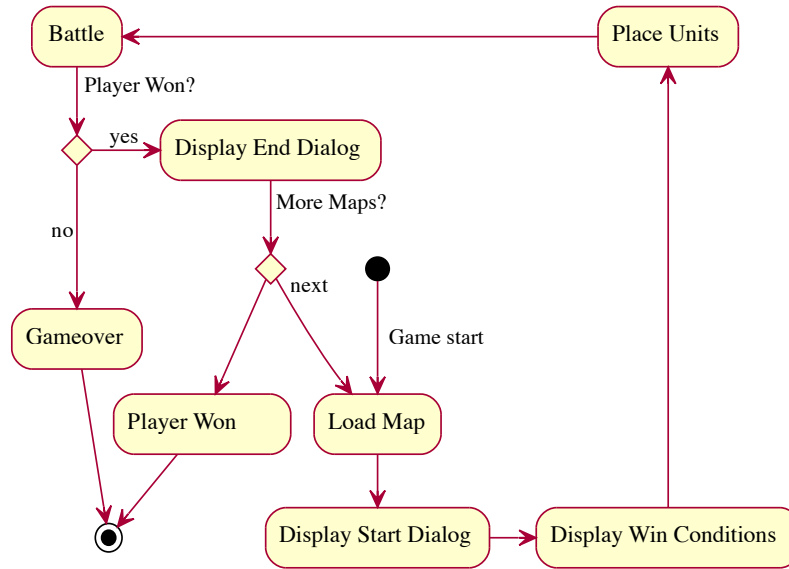 Battle
Place Units
Player Won?
yes
Display End Dialog
More Maps?
no
next
Game start
Gameover
Player Won
Load Map
Display Start Dialog
Display Win Conditions